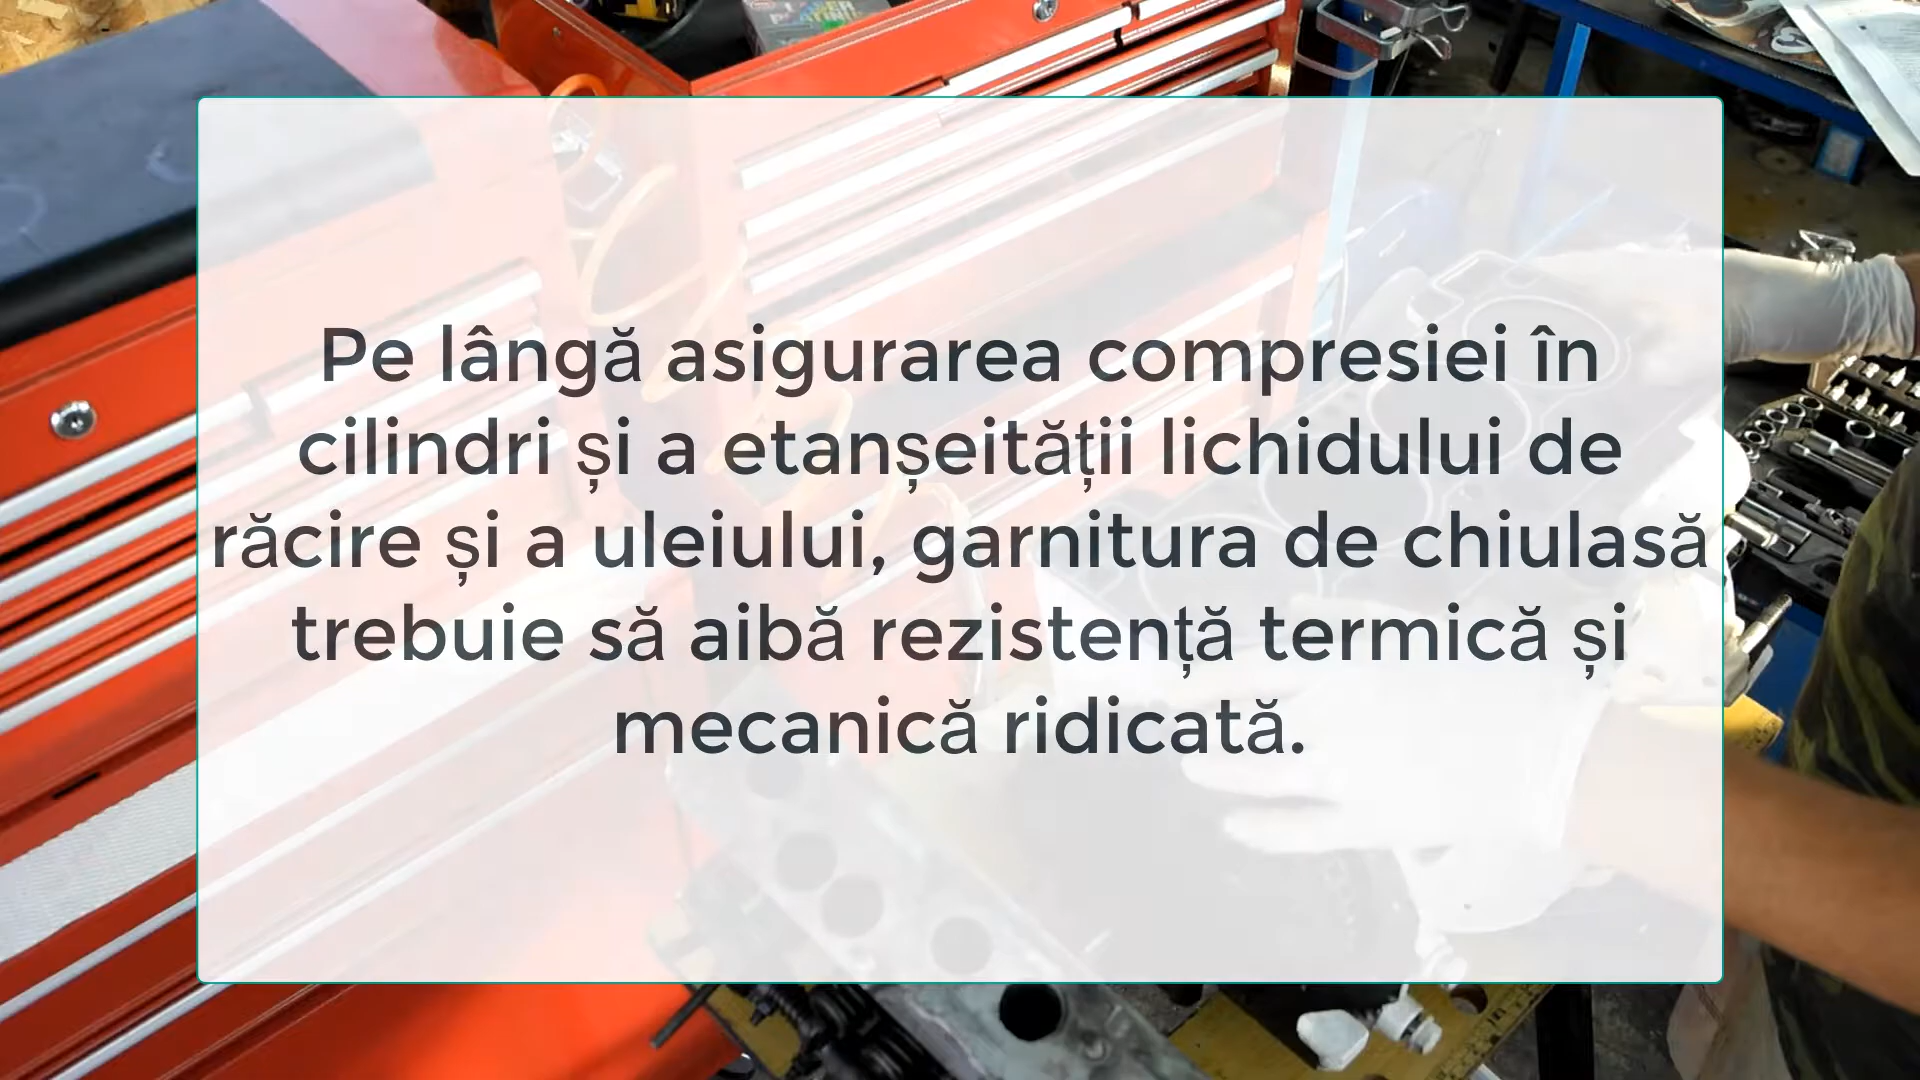 Pe lângă asigurarea compresiei în
cilindri și a etanșeității lichidului de
răcire și a uleiului, garnitura de chiulasă
trebuie să aibă rezistență termică și
mecanică ridicată.